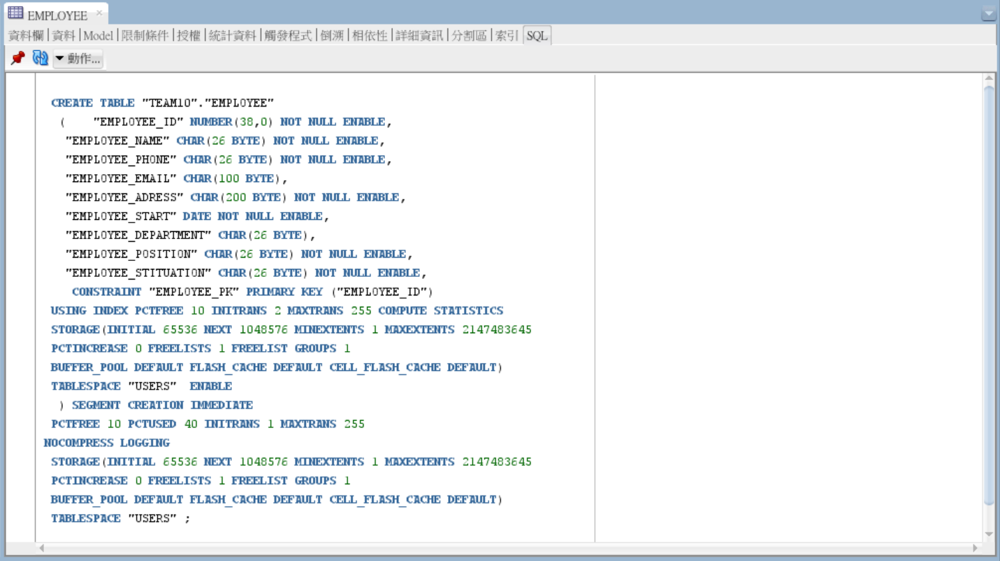 EMPLOYEE
資料欄 | 資料 | Model | 限制條件 | 授權 | 統計資料 | 觸發程式 | 倒溯 | 相依性 | 詳細資訊 | 分割區 | 索引 SQL
動作...
CREATE TABLE "TEAM10"."EMPLOYEE"
( "EMPLOYEE_ID" NUMBER(38,0) NOT NULL ENABLE,
"EMPLOYEE_NAME" CHAR(26 BYTE) NOT NULL ENABLE,
"EMPLOYEE_PHONE" CHAR(26 BYTE) NOT NULL ENABLE,
"EMPLOYEE_EMAIL" CHAR(100 BYTE),
"EMPLOYEE_ADRESS" CHAR(200 BYTE) NOT NULL ENABLE,
"EMPLOYEE_START" DATE NOT NULL ENABLE,
"EMPLOYEE_DEPARTMENT" CHAR(26 BYTE),
"EMPLOYEE_POSITION" CHAR(26 BYTE) NOT NULL ENABLE,
"EMPLOYEE_STITUATION" CHAR(26 BYTE) NOT NULL ENABLE,
CONSTRAINT "EMPLOYEE_PK" PRIMARY KEY ("EMPLOYEE_ID")
USING INDEX PCTFREE 10 INITRANS 2 MAXTRANS 255 COMPUTE STATISTICS
STORAGE(INITIAL 65536 NEXT 1048576 MINEXTENTS 1 MAXEXTENTS 2147483645
PCTINCREASE 0 FREELISTS 1 FREELIST GROUPS 1
BUFFER_POOL DEFAULT FLASH_CACHE DEFAULT CELL_FLASH_CACHE DEFAULT)
TABLESPACE "USERS" ENABLE
) SEGMENT CREATION IMMEDIATE
PCTFREE 10 PCTUSED 40 INITRANS 1 MAXTRANS 255
NOCOMPRESS LOGGING
STORAGE(INITIAL 65536 NEXT 1048576 MINEXTENTS 1 MAXEXTENTS 2147483645
PCTINCREASE 0 FREELISTS 1 FREELIST GROUPS 1
BUFFER_POOL DEFAULT FLASH_CACHE DEFAULT CELL_FLASH_CACHE DEFAULT)
TABLESPACE "USERS" ;